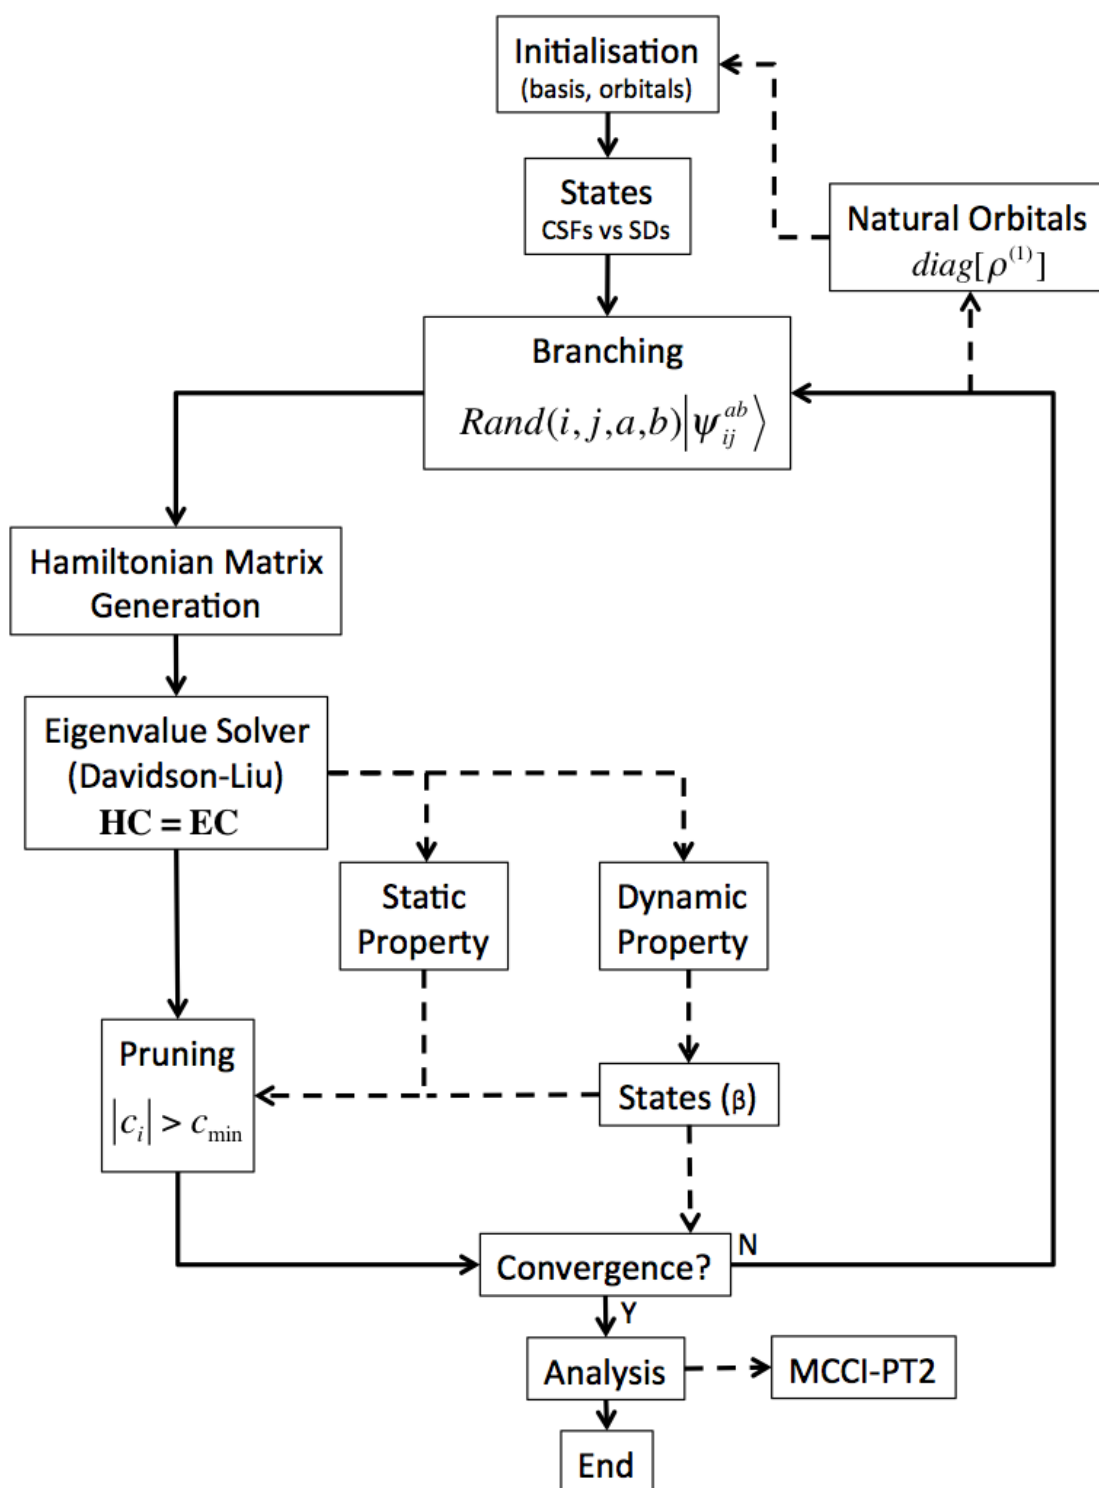 Initialisation
(basis, orbitals)
States
CSFs vs SDs
Natural Orbitals
diag[ρ⁽¹⁾]
Branching
Rand(i, j,a,b)|ψᵢⱼᵃᵇ⟩
Hamiltonian Matrix
Generation
Eigenvalue Solver
(Davidson-Liu)
HC = EC
Static
Property
Dynamic
Property
Pruning
|cᵢ| > c_min
States (β)
Convergence?
N
Y
Analysis
MCCI-PT2
End